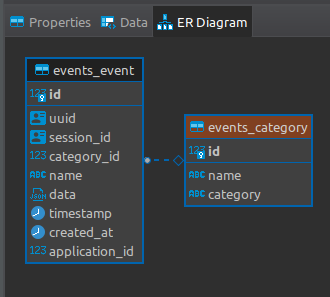 Properties Data ER Diagram
events_event
123 id
uuid
session_id
123 category_id
ABC name
JSON data
timestamp
created_at
123 application_id
events_category
123 id
ABC name
ABC category